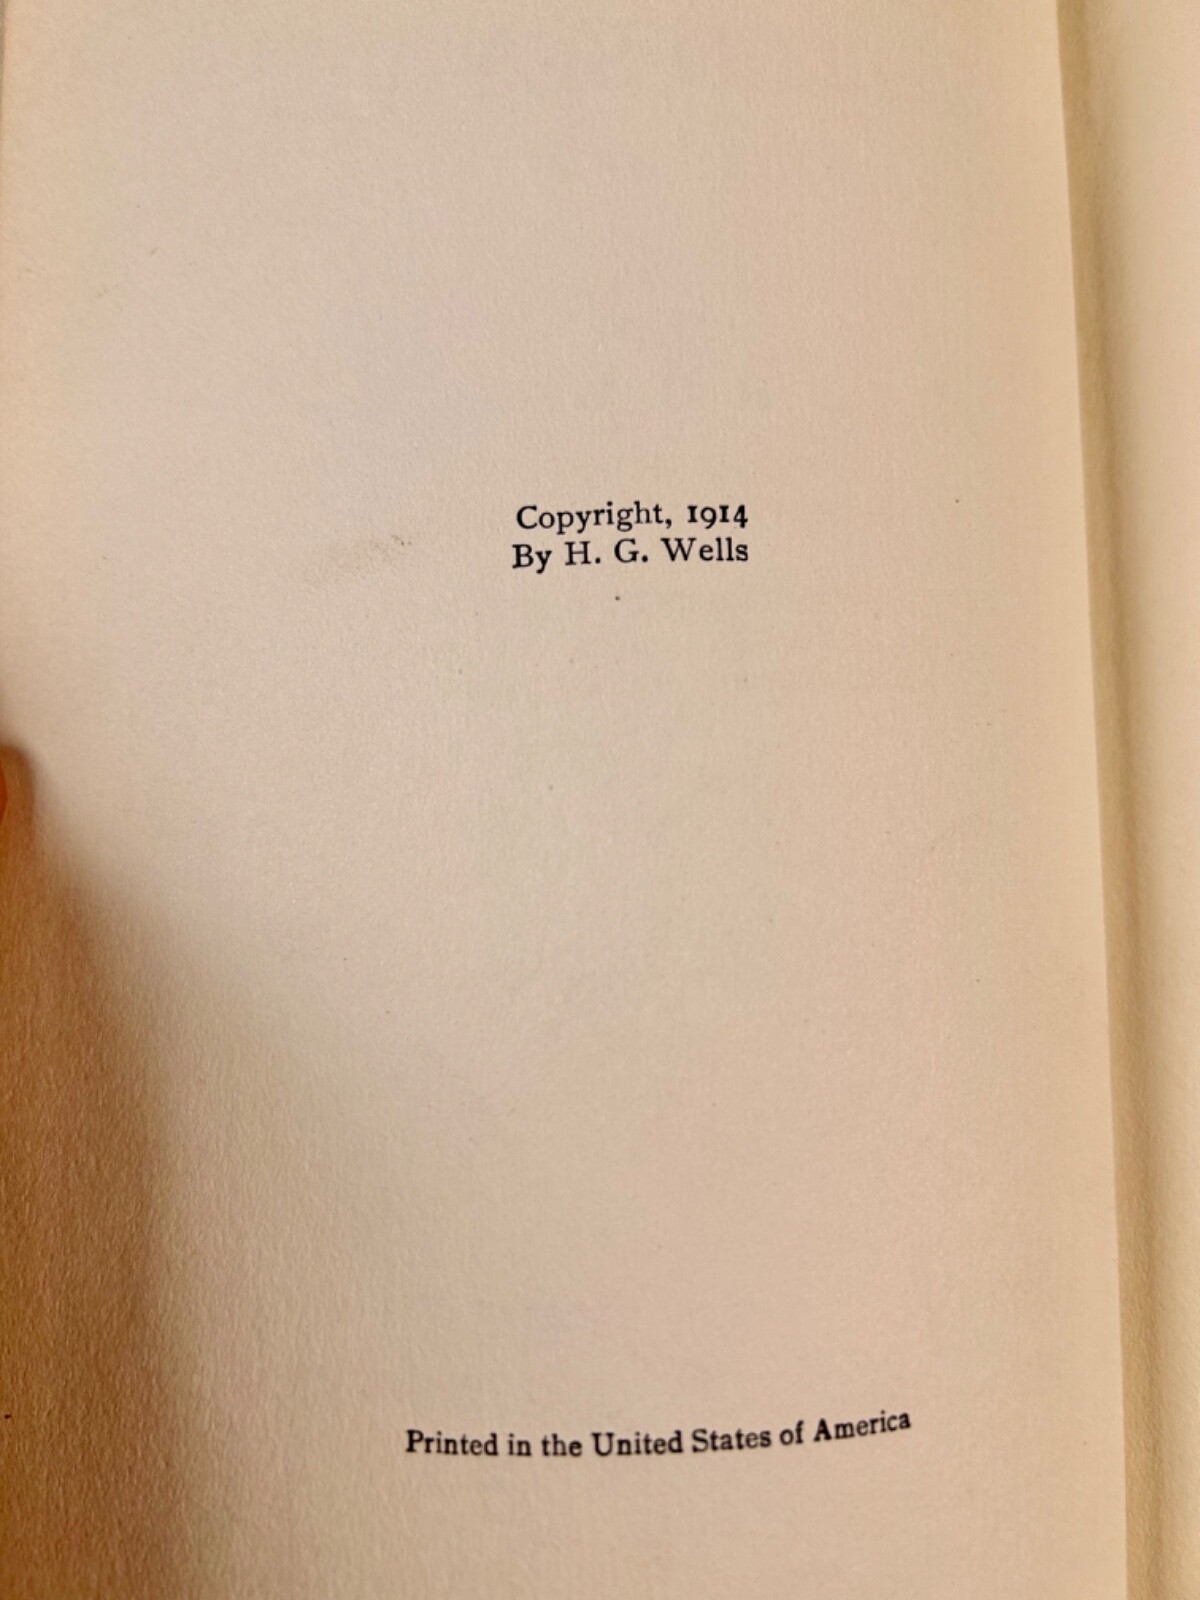 Copyright, 1914
By H. G. Wells
Printed in the United States of America